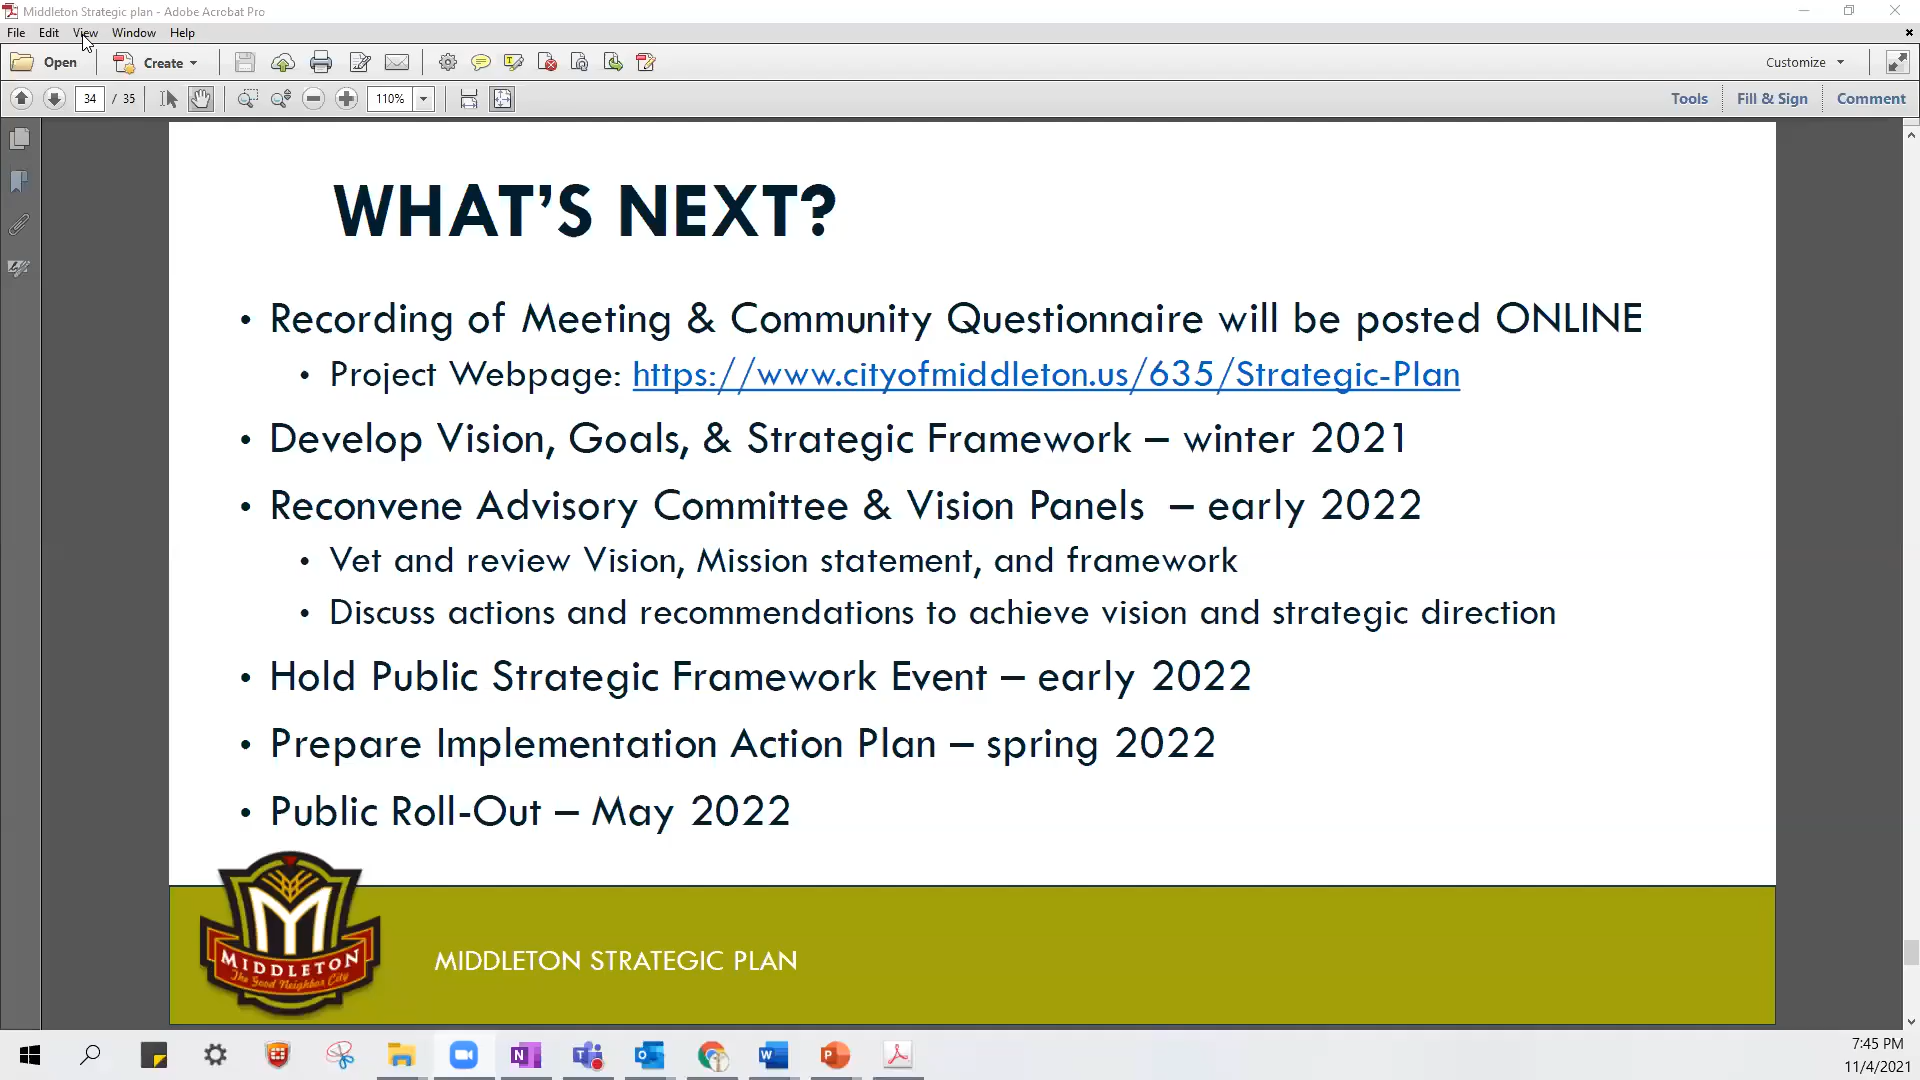 Middleton Strategic plan - Adobe Acrobat Pro
File Edit View Window Help
Open Create Customize
34 / 35 110% Tools Fill & Sign Comment
WHAT'S NEXT?
• Recording of Meeting & Community Questionnaire will be posted ONLINE
• Project Webpage: https://www.cityofmiddleton.us/635/Strategic-Plan
• Develop Vision, Goals, & Strategic Framework – winter 2021
• Reconvene Advisory Committee & Vision Panels – early 2022
• Vet and review Vision, Mission statement, and framework
• Discuss actions and recommendations to achieve vision and strategic direction
• Hold Public Strategic Framework Event – early 2022
• Prepare Implementation Action Plan – spring 2022
• Public Roll-Out – May 2022
M
MIDDLETON
The Good Neighbor City
MIDDLETON STRATEGIC PLAN
7:45 PM
11/4/2021